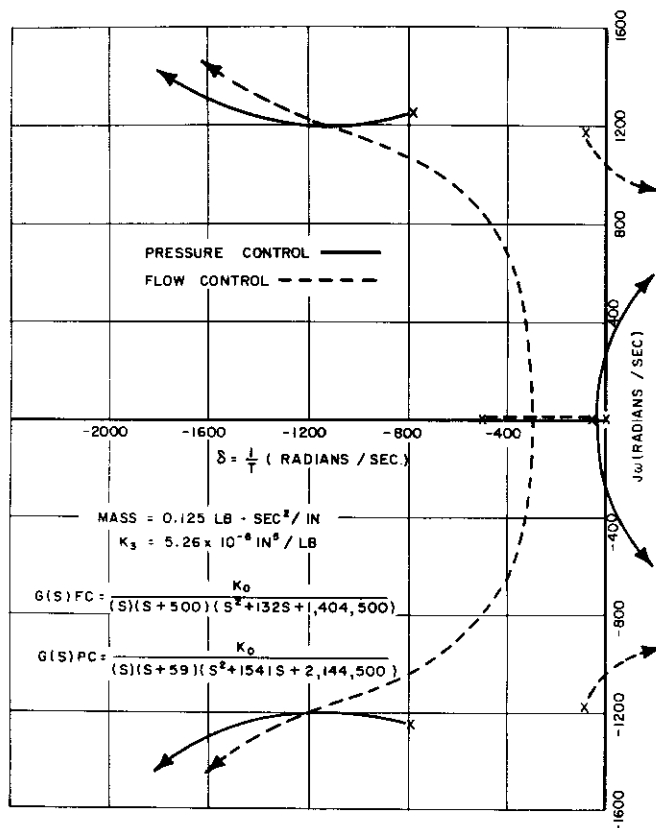 1600
1200
800
400
JW(RADIANS / SEC)
-400
-800
-1200
-1600
PRESSURE CONTROL
FLOW CONTROL
-2000 -1600 -1200 -800 -400
δ = 1/T ( RADIANS / SEC.)
MASS = 0.125 LB - SEC²/ IN
K₃ = 5.26 x 10⁻⁶ IN⁵/ LB
G(S) FC = K₀ / (S)(S + 500)(S² +132S +1,404,500)
G(S) PC = K₀ / (S)(S +59)(S² +1541S + 2,144,500)